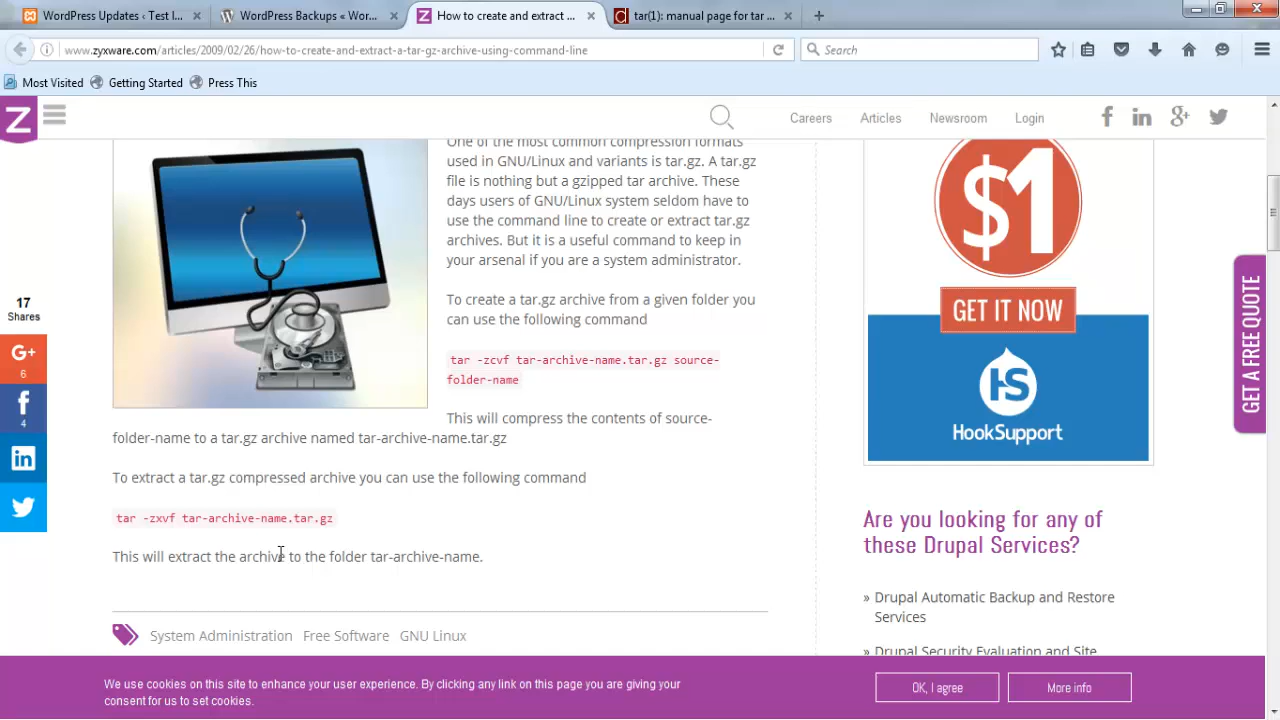 WordPress Updates ‹ Test I...
WordPress Backups « Wor...
How to create and extract ...
tar(1): manual page for tar ...
www.zyxware.com/articles/2009/02/26/how-to-create-and-extract-a-tar-gz-archive-using-command-line
Search
Most Visited
Getting Started
Press This
Z
Careers
Articles
Newsroom
Login
One of the most common compression formats
used in GNU/Linux and variants is tar.gz. A tar.gz
file is nothing but a gzipped tar archive. These
days users of GNU/Linux system seldom have to
use the command line to create or extract tar.gz
archives. But it is a useful command to keep in
your arsenal if you are a system administrator.
To create a tar.gz archive from a given folder you
can use the following command
tar -zcvf tar-archive-name.tar.gz source-
folder-name
This will compress the contents of source-
folder-name to a tar.gz archive named tar-archive-name.tar.gz
To extract a tar.gz compressed archive you can use the following command
tar -zxvf tar-archive-name.tar.gz
This will extract the archive to the folder tar-archive-name.
System Administration
Free Software
GNU Linux
17
Shares
G+
6
f
4
in
$1
GET IT NOW
HS
HookSupport
GET A FREE QUOTE
Are you looking for any of
these Drupal Services?
» Drupal Automatic Backup and Restore
Services
» Drupal Security Evaluation and Site
We use cookies on this site to enhance your user experience. By clicking any link on this page you are giving your
consent for us to set cookies.
OK, I agree
More info